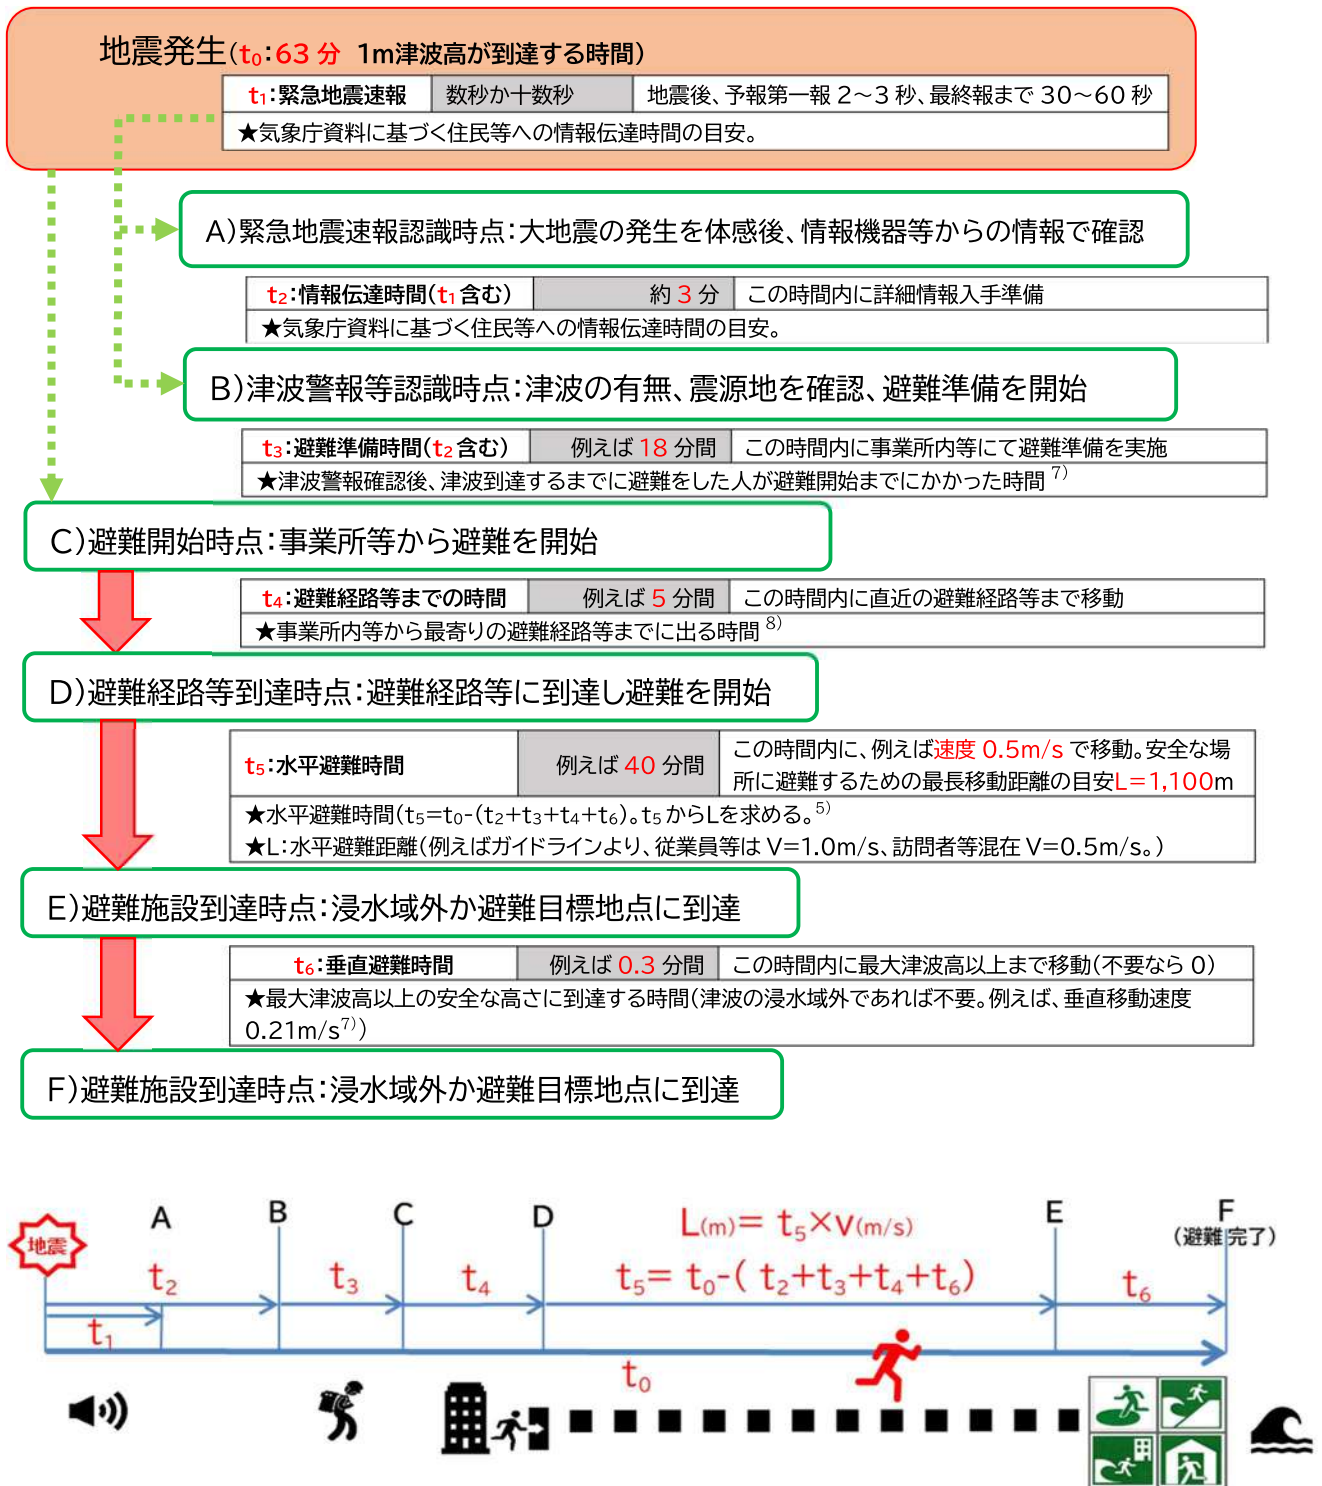 地震発生(t₀:63 分 1m津波高が到達する時間)
t₁:緊急地震速報 数秒か十数秒 地震後、予報第一報 2～3 秒、最終報まで 30～60 秒
★気象庁資料に基づく住民等への情報伝達時間の目安。
A)緊急地震速報認識時点:大地震の発生を体感後、情報機器等からの情報で確認
t₂:情報伝達時間(t₁含む) 約 3 分 この時間内に詳細情報入手準備
★気象庁資料に基づく住民等への情報伝達時間の目安。
B)津波警報等認識時点:津波の有無、震源地を確認、避難準備を開始
t₃:避難準備時間(t₂含む) 例えば 18 分間 この時間内に事業所内等にて避難準備を実施
★津波警報確認後、津波到達するまでに避難をした人が避難開始までにかかった時間 7)
C)避難開始時点:事業所等から避難を開始
t₄:避難経路等までの時間 例えば 5 分間 この時間内に直近の避難経路等まで移動
★事業所内等から最寄りの避難経路等までに出る時間 8)
D)避難経路等到達時点:避難経路等に到達し避難を開始
t₅:水平避難時間 例えば 40 分間 この時間内に、例えば速度 0.5m/s で移動。安全な場
所に避難するための最長移動距離の目安L=1,100m
★水平避難時間(t₅=t₀-(t₂+t₃+t₄+t₆)。t₅からLを求める。5)
★L:水平避難距離(例えばガイドラインより、従業員等は V=1.0m/s、訪問者等混在 V=0.5m/s。)
E)避難施設到達時点:浸水域外か避難目標地点に到達
t₆:垂直避難時間 例えば 0.3 分間 この時間内に最大津波高以上まで移動(不要なら 0)
★最大津波高以上の安全な高さに到達する時間(津波の浸水域外であれば不要。例えば、垂直移動速度
0.21m/s7))
F)避難施設到達時点:浸水域外か避難目標地点に到達
A B C D L(m)= t₅×v(m/s) E F
(避難完了)
地震
t₂ t₃ t₄ t₅= t₀-( t₂+t₃+t₄+t₆) t₆
t₁
t₀